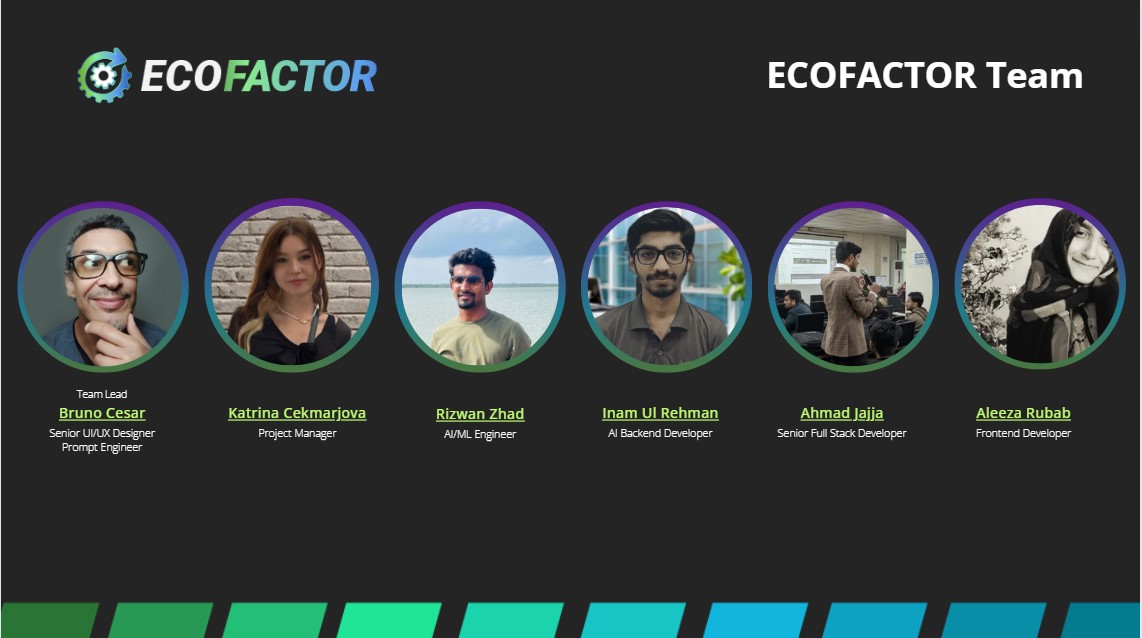 ECOFACTOR
ECOFACTOR Team
Team Lead
Bruno Cesar
Senior UI/UX Designer
Prompt Engineer
Katrina Cekmarjova
Project Manager
Rizwan Zhad
AI/ML Engineer
Inam Ul Rehman
AI Backend Developer
Ahmad Jajja
Senior Full Stack Developer
Aleeza Rubab
Frontend Developer